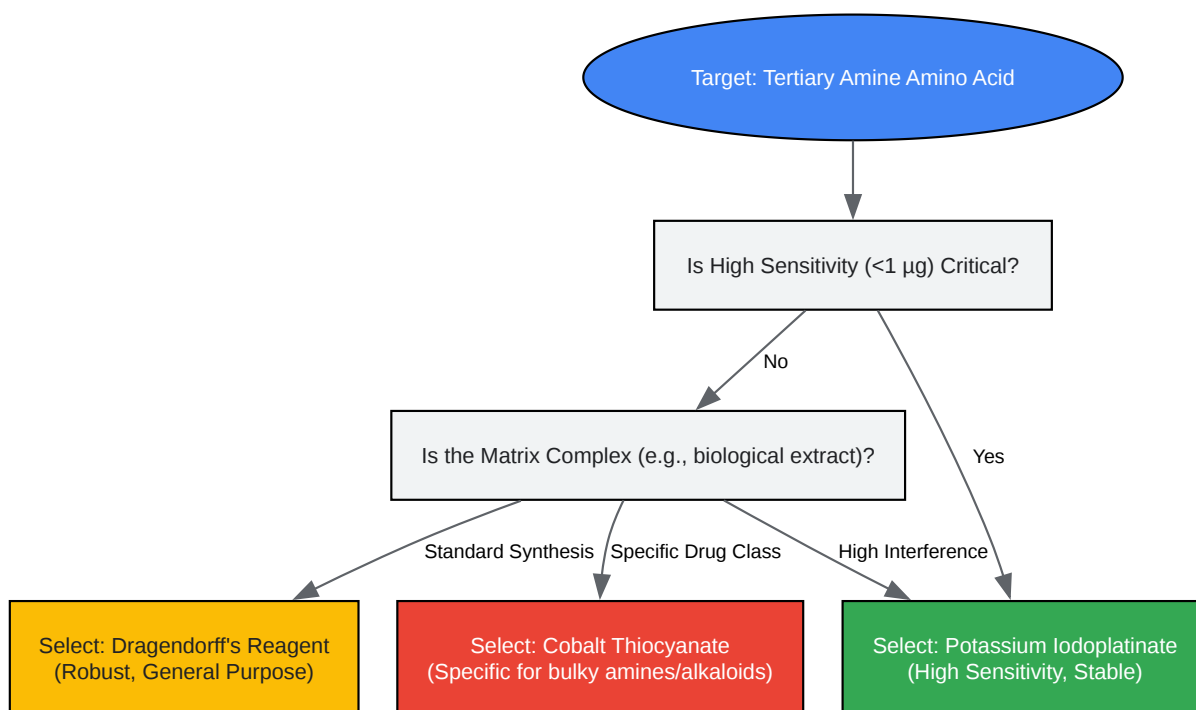 Target: Tertiary Amine Amino Acid
Is High Sensitivity (<1 µg) Critical?
No
Is the Matrix Complex (e.g., biological extract)?
Yes
Standard Synthesis
Specific Drug Class
High Interference
Select: Dragendorff's Reagent
(Robust, General Purpose)
Select: Cobalt Thiocyanate
(Specific for bulky amines/alkaloids)
Select: Potassium Iodoplatinate
(High Sensitivity, Stable)